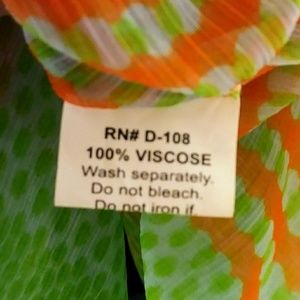 RN# D-108
100% VISCOSE
Wash separately.
Do not bleach.
Do not iron if